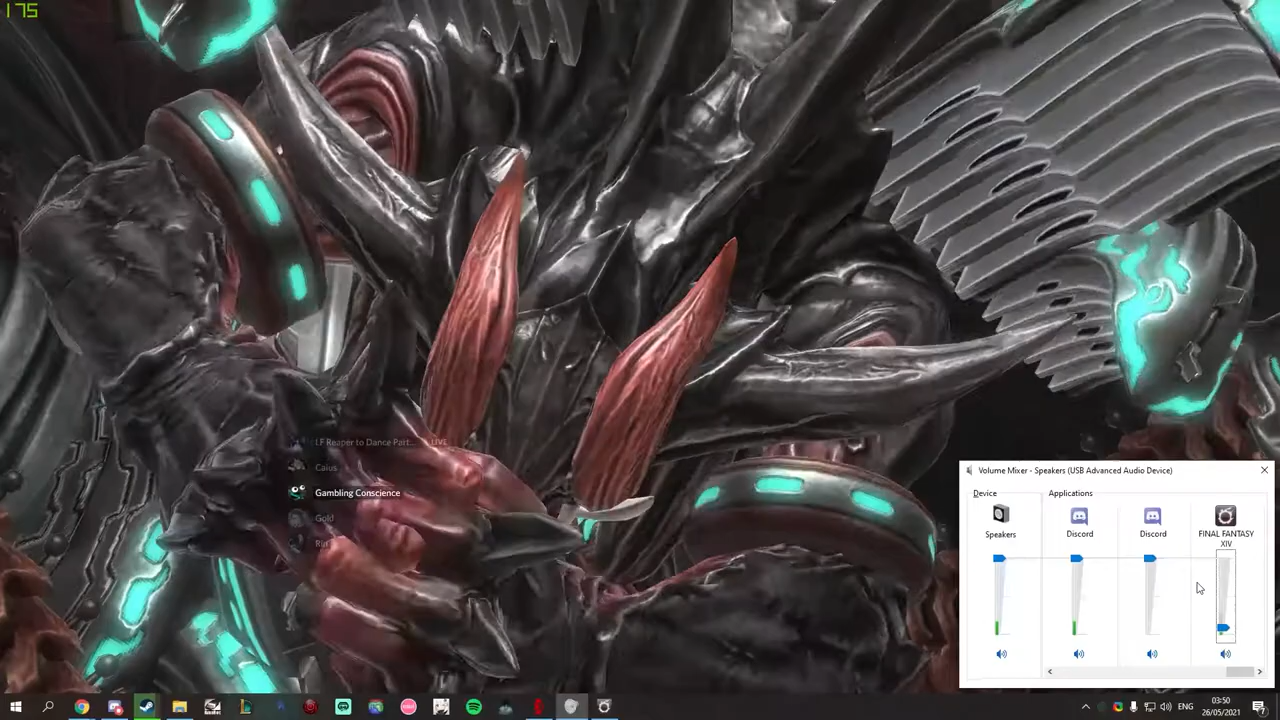 175
I.F Reaper to Dance Part... LIVE
Caius
Gambling Conscience
Gold
Rin
Volume Mixer - Speakers (USB Advanced Audio Device)
Device
Applications
Speakers
Discord
Discord
FINAL FANTASY
XIV
ENG
03:50
26/05/2021